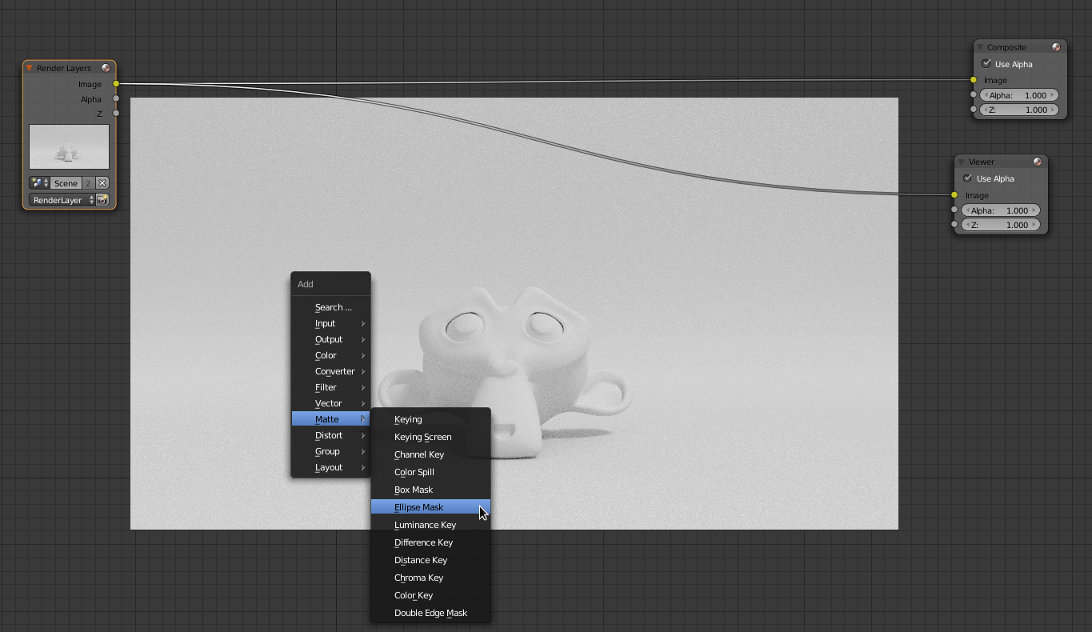 Render Layers
Image
Alpha
Z
Scene 2
RenderLayer
Composite
Use Alpha
Image
Alpha: 1.000
Z: 1.000
Viewer
Use Alpha
Image
Alpha: 1.000
Z: 1.000
Add
Search ...
Input
Output
Color
Converter
Filter
Vector
Matte
Distort
Group
Layout
Keying
Keying Screen
Channel Key
Color Spill
Box Mask
Ellipse Mask
Luminance Key
Difference Key
Distance Key
Chroma Key
Color Key
Double Edge Mask